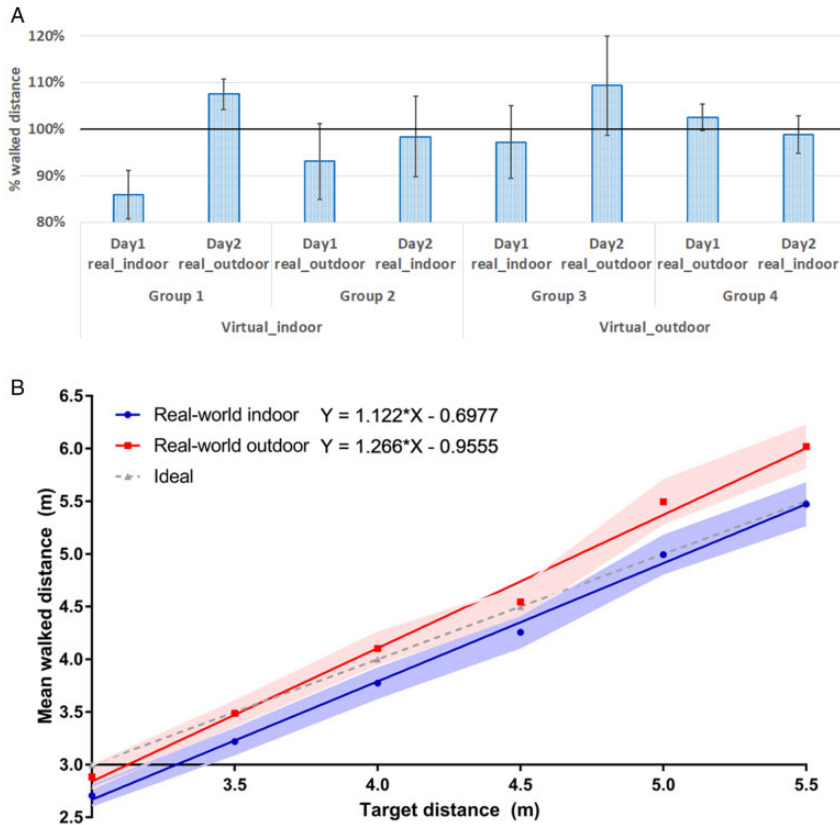 A
120%
110%
100%
90%
80%
% walked distance
Day1 Day2 Day1 Day2 Day1 Day2 Day1 Day2
real_indoor real_outdoor real_outdoor real_indoor real_indoor real_outdoor real_outdoor real_indoor
Group 1 Group 2 Group 3 Group 4
Virtual_indoor Virtual_outdoor
B
6.5
6.0
5.5
5.0
4.5
4.0
3.5
3.0
2.5
Mean walked distance (m)
Real-world indoor Y = 1.122*X - 0.6977
Real-world outdoor Y = 1.266*X - 0.9555
Ideal
3.5 4.0 4.5 5.0 5.5
Target distance (m)